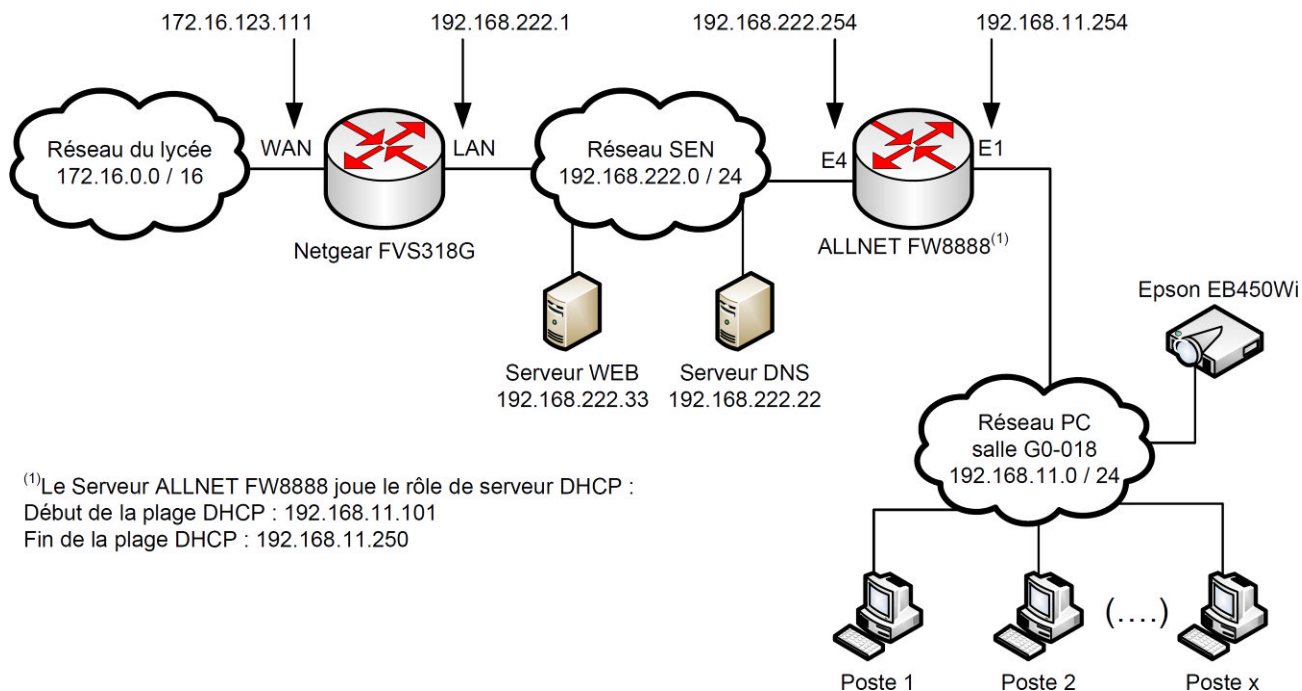 172.16.123.111
192.168.222.1
192.168.222.254
192.168.11.254
Réseau du lycée
172.16.0.0 / 16
WAN
LAN
Netgear FVS318G
Réseau SEN
192.168.222.0 / 24
E4
E1
ALLNET FW8888(1)
Serveur WEB
192.168.222.33
Serveur DNS
192.168.222.22
Epson EB450Wi
Réseau PC
salle G0-018
192.168.11.0 / 24
(1)Le Serveur ALLNET FW8888 joue le rôle de serveur DHCP :
Début de la plage DHCP : 192.168.11.101
Fin de la plage DHCP : 192.168.11.250
Poste 1
Poste 2
(....)
Poste x